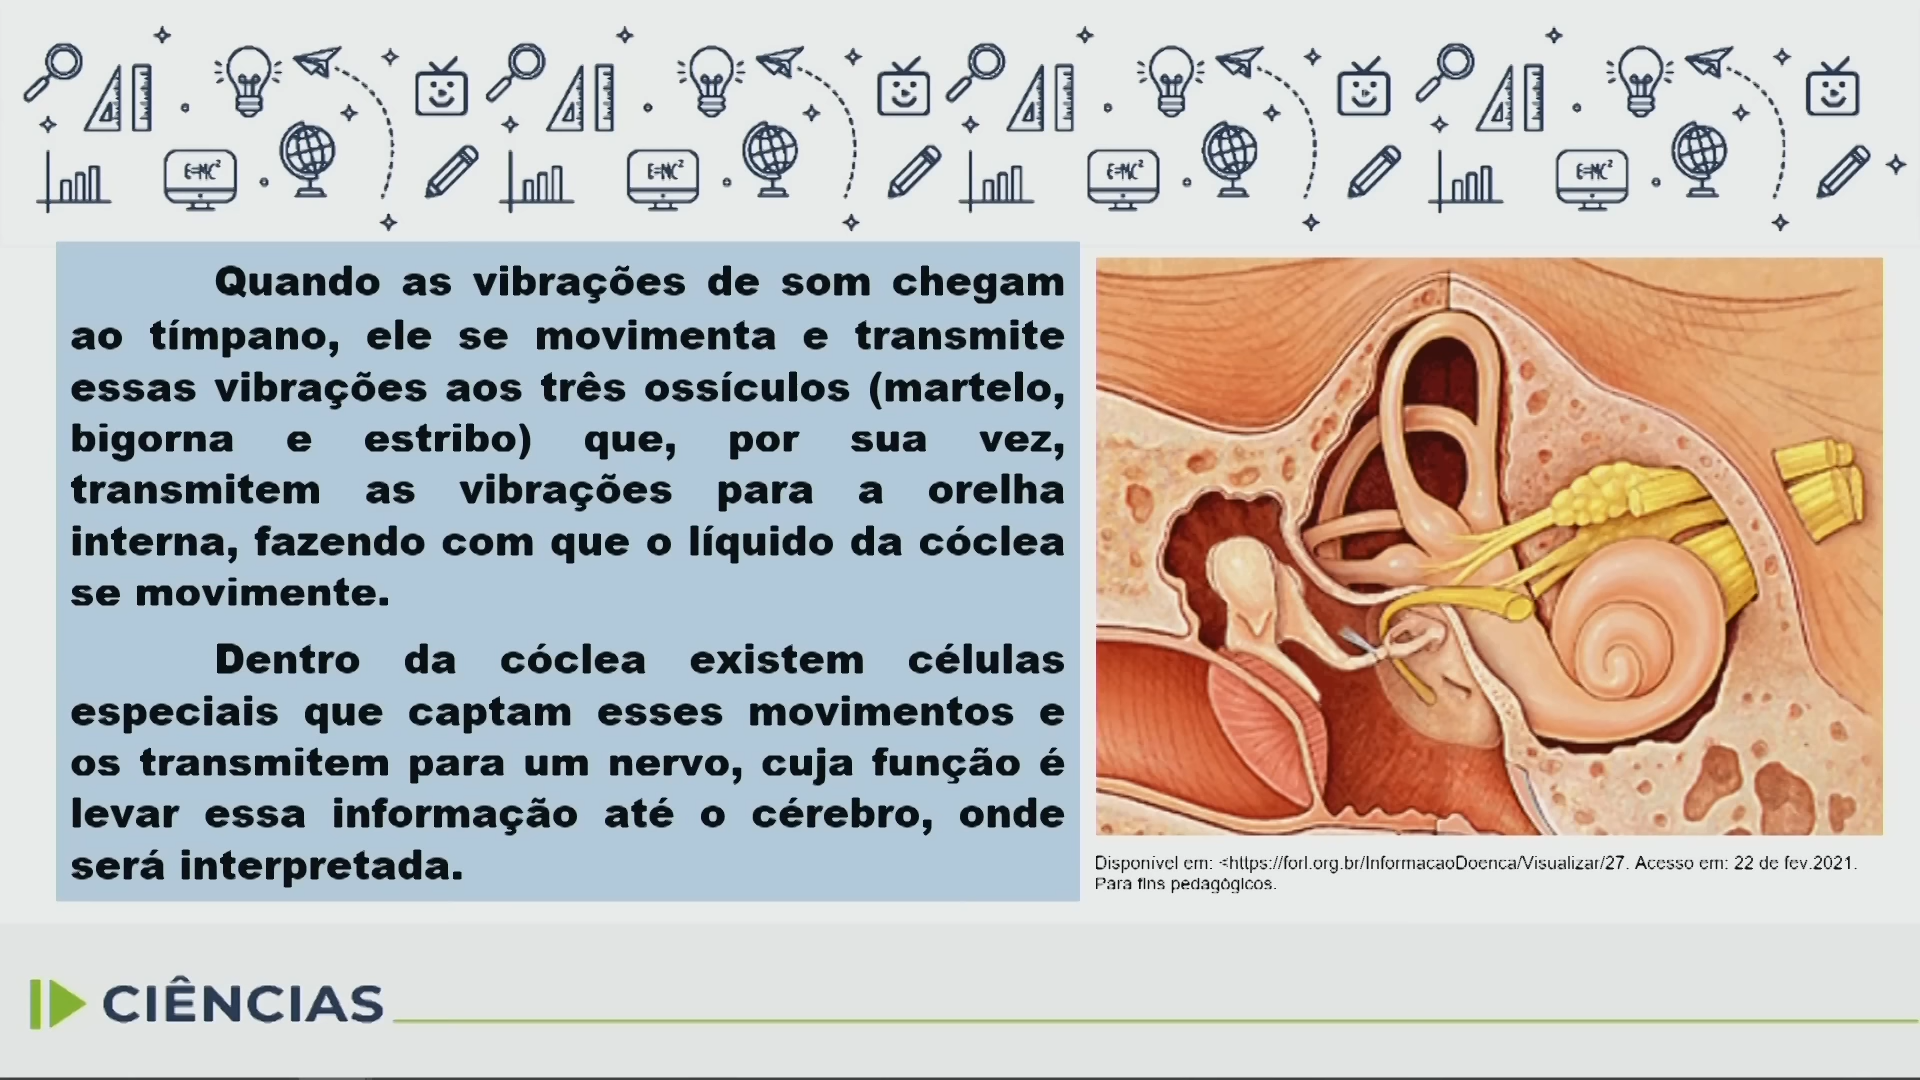 E=MC²
E=MC²
E=MC²
E=MC²
Quando as vibrações de som chegam
ao tímpano, ele se movimenta e transmite
essas vibrações aos três ossículos (martelo,
bigorna e estribo) que, por sua vez,
transmitem as vibrações para a orelha
interna, fazendo com que o líquido da cóclea
se movimente.
Dentro da cóclea existem células
especiais que captam esses movimentos e
os transmitem para um nervo, cuja função é
levar essa informação até o cérebro, onde
será interpretada.
Disponível em: <https://forl.org.br/InformacaoDoenca/Visualizar/27. Acesso em: 22 de fev.2021.
Para fins pedagógicos.
CIÊNCIAS